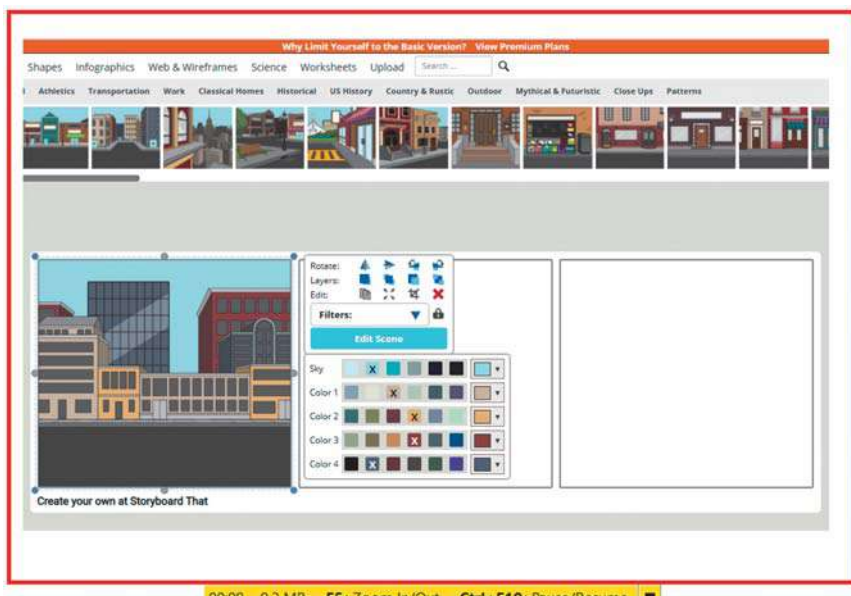 Why Limit Yourself to the Basic Version? View Premium Plans
Shapes Infographics Web & Wireframes Science Worksheets Upload Search ...
Athletics Transportation Work Classical Homes Historical US History Country & Rustic Outdoor Mythical & Futuristic Close Ups Patterns
Rotate:
Layers:
Edit:
Filters:
Edit Scene
Sky X
Color 1 X
Color 2 X
Color 3 X
Color 4 X
Create your own at Storyboard That